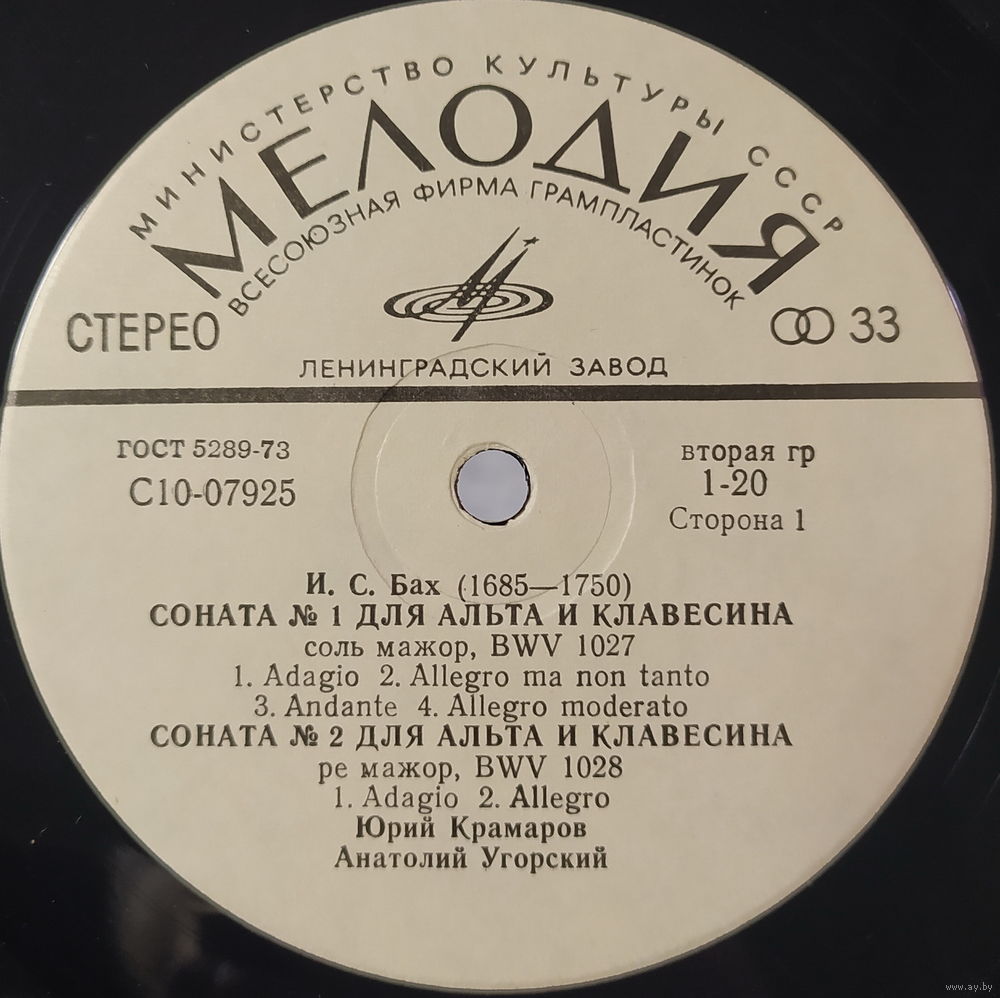 МИНИСТЕРСТВО КУЛЬТУРЫ СССР
МЕЛОДИЯ
ВСЕСОЮЗНАЯ ФИРМА ГРАМПЛАСТИНОК
СТЕРЕО
33
ЛЕНИНГРАДСКИЙ ЗАВОД
ГОСТ 5289-73
С10-07925
вторая гр
1-20
Сторона 1
И. С. Бах (1685—1750)
СОНАТА № 1 ДЛЯ АЛЬТА И КЛАВЕСИНА
соль мажор, BWV 1027
1. Adagio 2. Allegro ma non tanto
3. Andante 4. Allegro moderato
СОНАТА № 2 ДЛЯ АЛЬТА И КЛАВЕСИНА
ре мажор, BWV 1028
1. Adagio 2. Allegro
Юрий Крамаров
Анатолий Угорский
www.ay.by